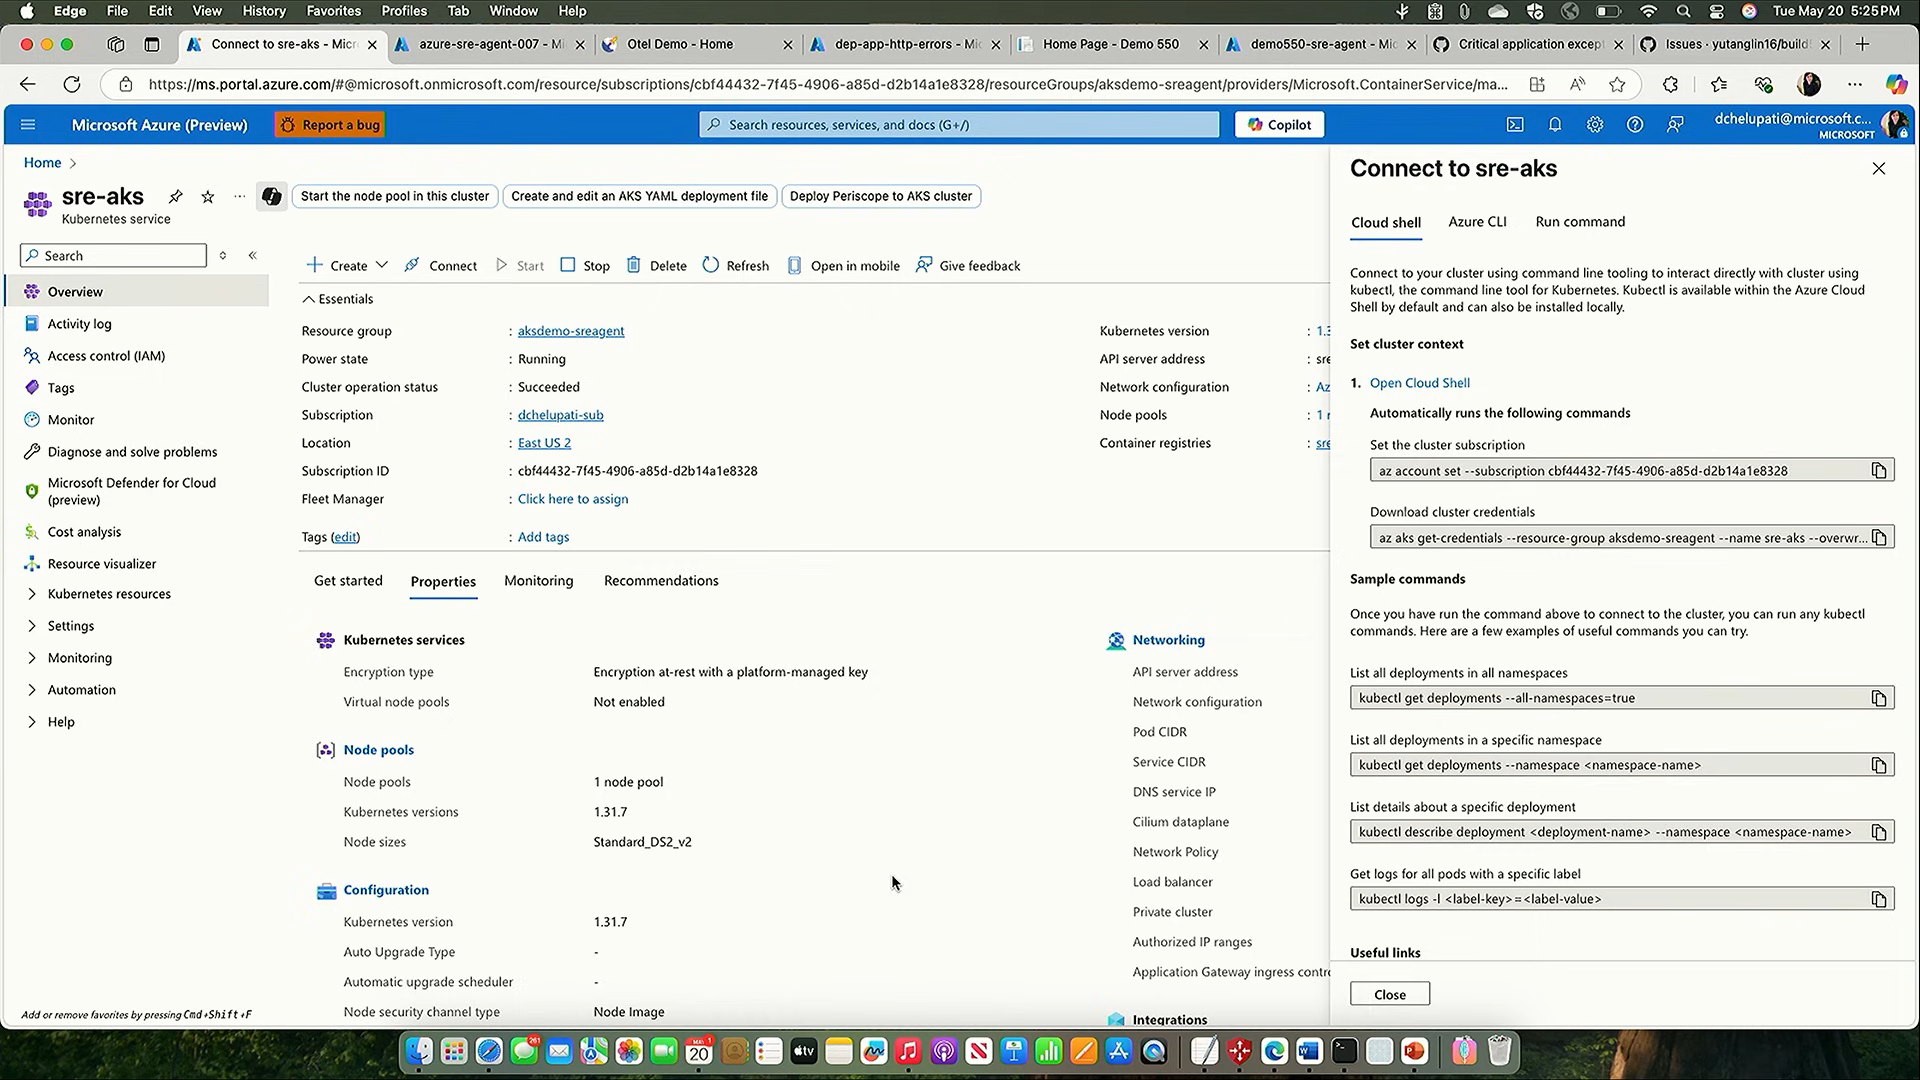 Edge File Edit View History Favorites Profiles Tab Window Help Tue May 20 5:25 PM
Connect to sre-aks - Micr
azure-sre-agent-007 - Mi
Otel Demo - Home
dep-app-http-errors - Mic
Home Page - Demo 550
demo550-sre-agent - Mic
Critical application except
Issues · yutanglin16/build5
https://ms.portal.azure.com/#@microsoft.onmicrosoft.com/resource/subscriptions/cbf44432-7f45-4906-a85d-d2b14a1e8328/resourceGroups/aksdemo-sreagent/providers/Microsoft.ContainerService/ma...
Microsoft Azure (Preview)
Report a bug
Search resources, services, and docs (G+/)
Copilot
dchelupati@microsoft.c...
MICROSOFT
Home >
sre-aks
Kubernetes service
Start the node pool in this cluster
Create and edit an AKS YAML deployment file
Deploy Periscope to AKS cluster
Search
Overview
Activity log
Access control (IAM)
Tags
Monitor
Diagnose and solve problems
Microsoft Defender for Cloud
(preview)
Cost analysis
Resource visualizer
Kubernetes resources
Settings
Monitoring
Automation
Help
Add or remove favorites by pressing Cmd+Shift+F
Create Connect Start Stop Delete Refresh Open in mobile Give feedback
Essentials
Resource group : aksdemo-sreagent
Power state : Running
Cluster operation status : Succeeded
Subscription : dchelupati-sub
Location : East US 2
Subscription ID : cbf44432-7f45-4906-a85d-d2b14a1e8328
Fleet Manager : Click here to assign
Tags (edit) : Add tags
Kubernetes version : 1.3
API server address : sre
Network configuration : Az
Node pools : 1
Container registries : sre
Get started Properties Monitoring Recommendations
Kubernetes services
Encryption type Encryption at-rest with a platform-managed key
Virtual node pools Not enabled
Node pools
Node pools 1 node pool
Kubernetes versions 1.31.7
Node sizes Standard_DS2_v2
Configuration
Kubernetes version 1.31.7
Auto Upgrade Type -
Automatic upgrade scheduler -
Node security channel type Node Image
Networking
API server address
Network configuration
Pod CIDR
Service CIDR
DNS service IP
Cilium dataplane
Network Policy
Load balancer
Private cluster
Authorized IP ranges
Application Gateway ingress contro
Integrations
Connect to sre-aks
Cloud shell Azure CLI Run command
Connect to your cluster using command line tooling to interact directly with cluster using
kubectl, the command line tool for Kubernetes. Kubectl is available within the Azure Cloud
Shell by default and can also be installed locally.
Set cluster context
1. Open Cloud Shell
Automatically runs the following commands
Set the cluster subscription
az account set --subscription cbf44432-7f45-4906-a85d-d2b14a1e8328
Download cluster credentials
az aks get-credentials --resource-group aksdemo-sreagent --name sre-aks --overwr...
Sample commands
Once you have run the command above to connect to the cluster, you can run any kubectl
commands. Here are a few examples of useful commands you can try.
List all deployments in all namespaces
kubectl get deployments --all-namespaces=true
List all deployments in a specific namespace
kubectl get deployments --namespace <namespace-name>
List details about a specific deployment
kubectl describe deployment <deployment-name> --namespace <namespace-name>
Get logs for all pods with a specific label
kubectl logs -l <label-key>=<label-value>
Useful links
Close
261
20
tv